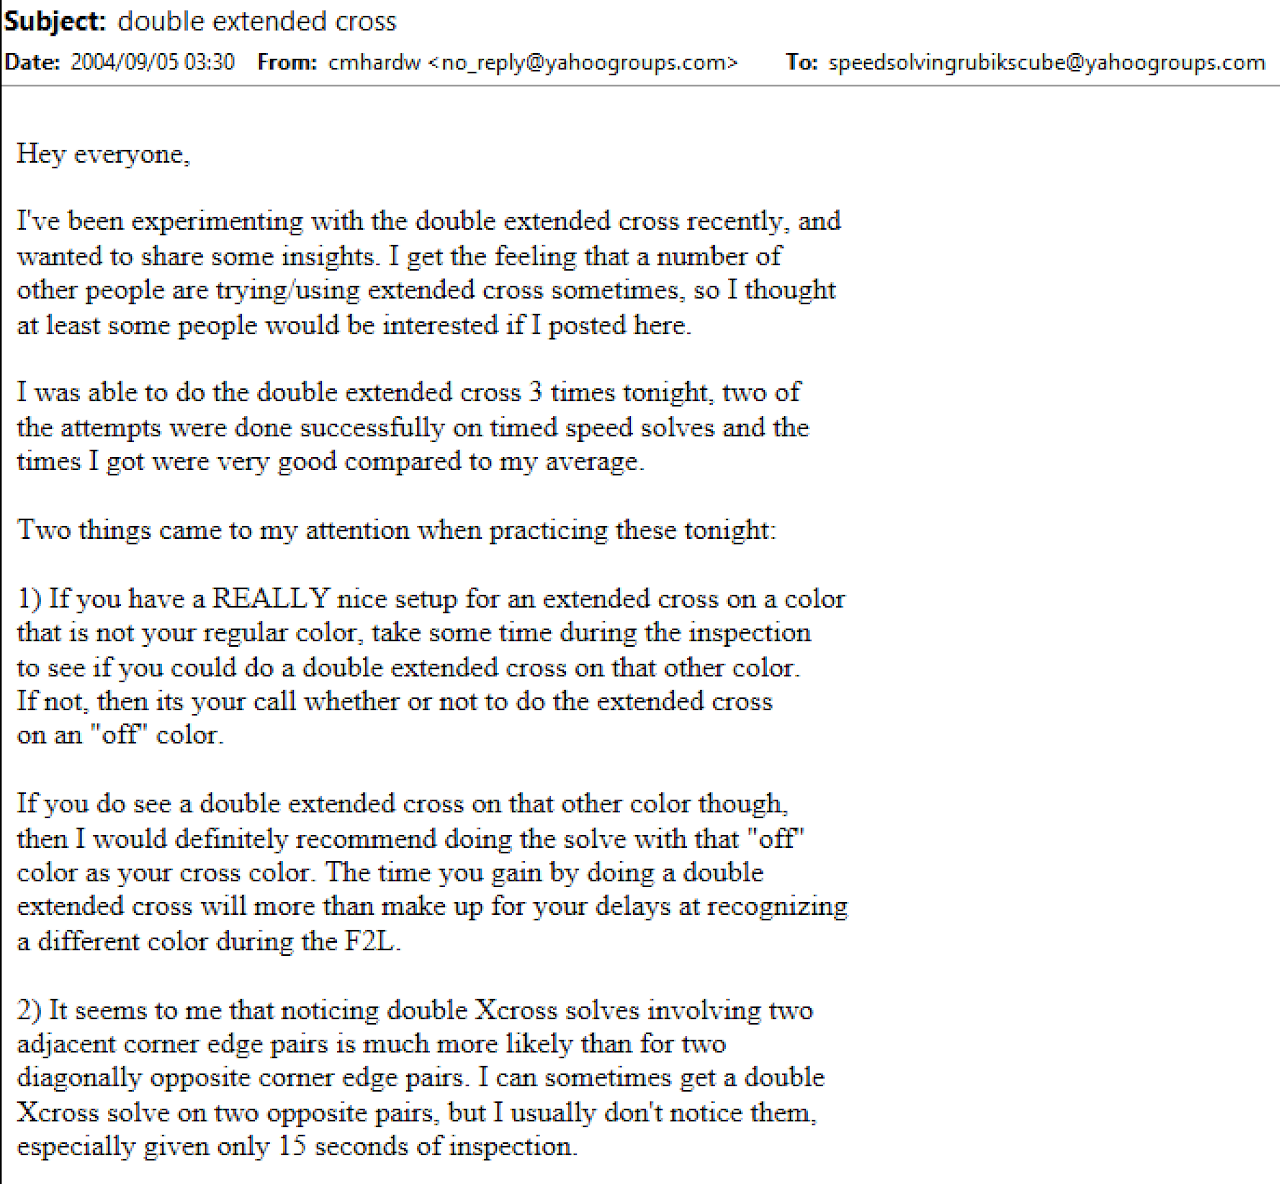 Subject: double extended cross
Date: 2004/09/05 03:30 From: cmhardw <no_reply@yahoogroups.com> To: speedsolvingrubikscube@yahoogroups.com
Hey everyone,
I've been experimenting with the double extended cross recently, and
wanted to share some insights. I get the feeling that a number of
other people are trying/using extended cross sometimes, so I thought
at least some people would be interested if I posted here.
I was able to do the double extended cross 3 times tonight, two of
the attempts were done successfully on timed speed solves and the
times I got were very good compared to my average.
Two things came to my attention when practicing these tonight:
1) If you have a REALLY nice setup for an extended cross on a color
that is not your regular color, take some time during the inspection
to see if you could do a double extended cross on that other color.
If not, then its your call whether or not to do the extended cross
on an "off" color.
If you do see a double extended cross on that other color though,
then I would definitely recommend doing the solve with that "off"
color as your cross color. The time you gain by doing a double
extended cross will more than make up for your delays at recognizing
a different color during the F2L.
2) It seems to me that noticing double Xcross solves involving two
adjacent corner edge pairs is much more likely than for two
diagonally opposite corner edge pairs. I can sometimes get a double
Xcross solve on two opposite pairs, but I usually don't notice them,
especially given only 15 seconds of inspection.